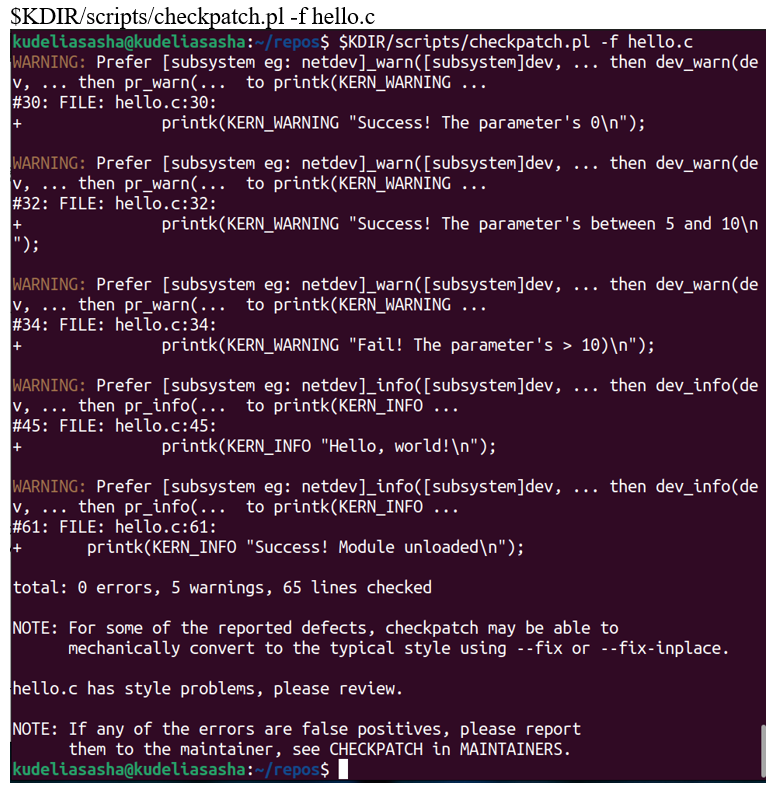 $KDIR/scripts/checkpatch.pl -f hello.c
kudeliasasha@kudeliasasha:~/repos$ $KDIR/scripts/checkpatch.pl -f hello.c
WARNING: Prefer [subsystem eg: netdev]_warn([subsystem]dev, ... then dev_warn(de
v, ... then pr_warn(...  to printk(KERN_WARNING ...
#30: FILE: hello.c:30:
+               printk(KERN_WARNING "Success! The parameter's 0\n");
WARNING: Prefer [subsystem eg: netdev]_warn([subsystem]dev, ... then dev_warn(de
v, ... then pr_warn(...  to printk(KERN_WARNING ...
#32: FILE: hello.c:32:
+               printk(KERN_WARNING "Success! The parameter's between 5 and 10\n
");
WARNING: Prefer [subsystem eg: netdev]_warn([subsystem]dev, ... then dev_warn(de
v, ... then pr_warn(...  to printk(KERN_WARNING ...
#34: FILE: hello.c:34:
+               printk(KERN_WARNING "Fail! The parameter's > 10)\n");
WARNING: Prefer [subsystem eg: netdev]_info([subsystem]dev, ... then dev_info(de
v, ... then pr_info(...  to printk(KERN_INFO ...
#45: FILE: hello.c:45:
+               printk(KERN_INFO "Hello, world!\n");
WARNING: Prefer [subsystem eg: netdev]_info([subsystem]dev, ... then dev_info(de
v, ... then pr_info(...  to printk(KERN_INFO ...
#61: FILE: hello.c:61:
+       printk(KERN_INFO "Success! Module unloaded\n");
total: 0 errors, 5 warnings, 65 lines checked
NOTE: For some of the reported defects, checkpatch may be able to
      mechanically convert to the typical style using --fix or --fix-inplace.
hello.c has style problems, please review.
NOTE: If any of the errors are false positives, please report
      them to the maintainer, see CHECKPATCH in MAINTAINERS.
kudeliasasha@kudeliasasha:~/repos$